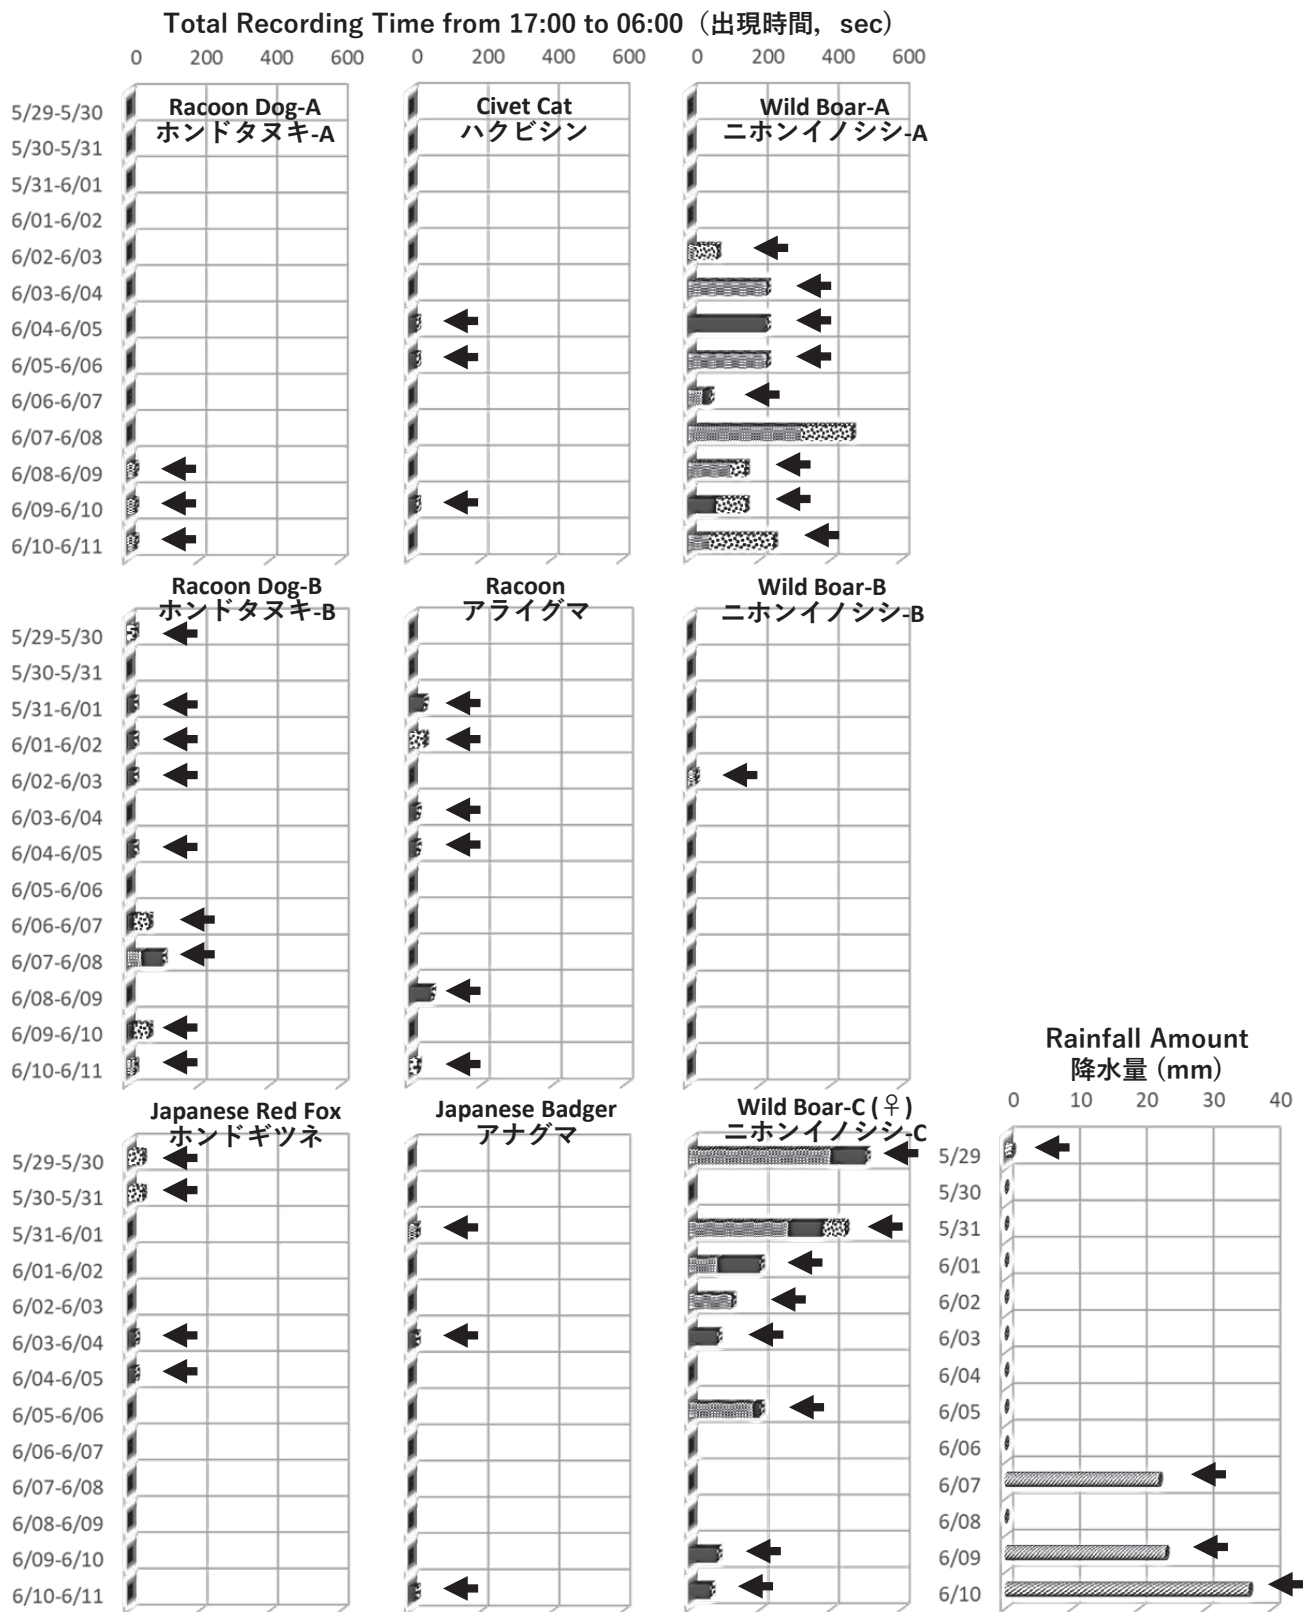 Total Recording Time from 17:00 to 06:00（出現時間，sec）
0 200 400 600 0 200 400 600 0 200 400 600
Racoon Dog-A
ホンドタヌキ-A
Civet Cat
ハクビシン
Wild Boar-A
ニホンイノシシ-A
5/29-5/30
5/30-5/31
5/31-6/01
6/01-6/02
6/02-6/03
6/03-6/04
6/04-6/05
6/05-6/06
6/06-6/07
6/07-6/08
6/08-6/09
6/09-6/10
6/10-6/11
Racoon Dog-B
ホンドタヌキ-B
Racoon
アライグマ
Wild Boar-B
ニホンイノシシ-B
5/29-5/30
5/30-5/31
5/31-6/01
6/01-6/02
6/02-6/03
6/03-6/04
6/04-6/05
6/05-6/06
6/06-6/07
6/07-6/08
6/08-6/09
6/09-6/10
6/10-6/11
Japanese Red Fox
ホンドギツネ
Japanese Badger
アナグマ
Wild Boar-C (♀)
ニホンイノシシ-C
5/29-5/30
5/30-5/31
5/31-6/01
6/01-6/02
6/02-6/03
6/03-6/04
6/04-6/05
6/05-6/06
6/06-6/07
6/07-6/08
6/08-6/09
6/09-6/10
6/10-6/11
Rainfall Amount
降水量 (mm)
0 10 20 30 40
5/29
5/30
5/31
6/01
6/02
6/03
6/04
6/05
6/06
6/07
6/08
6/09
6/10